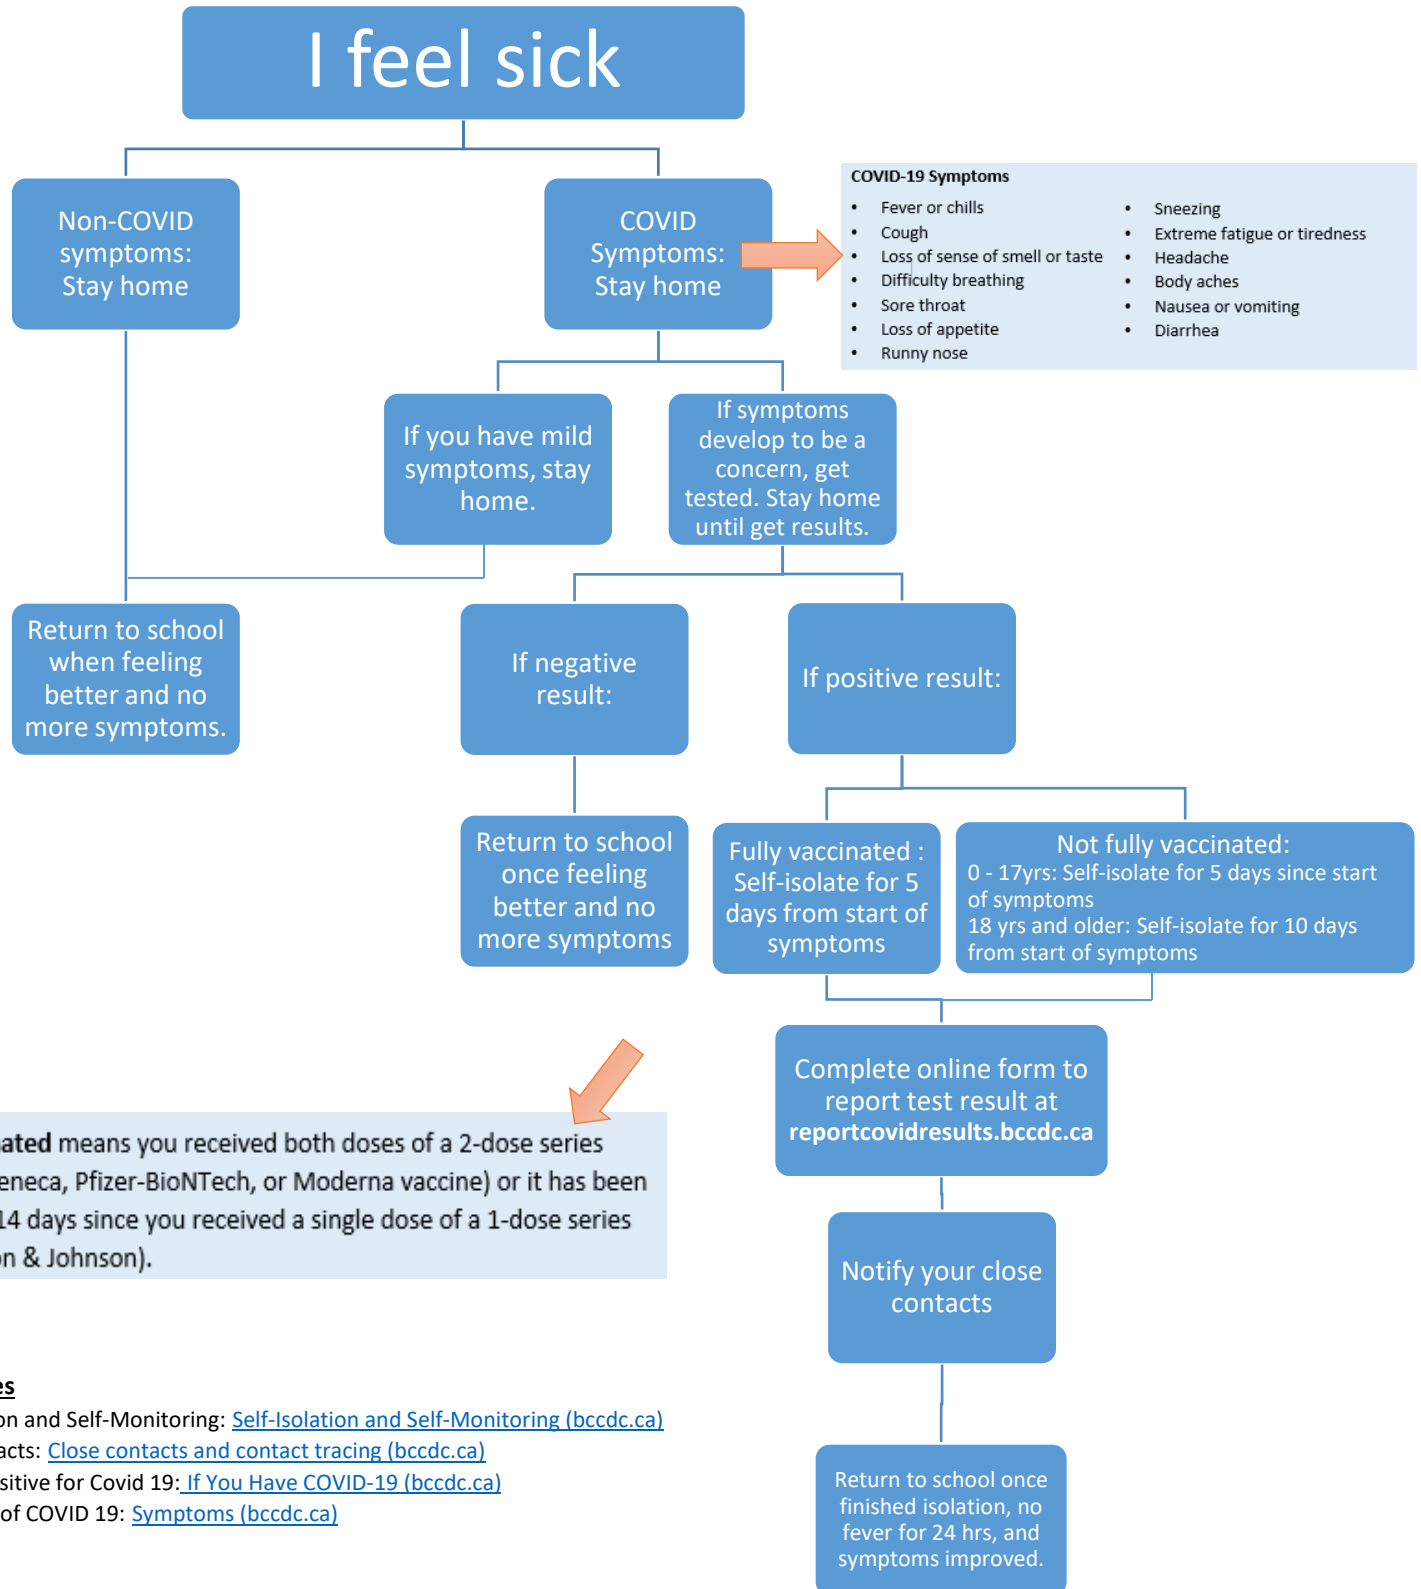 I feel sick
Non-COVID
symptoms:
Stay home
COVID
Symptoms:
Stay home
COVID-19 Symptoms
• Fever or chills
• Cough
• Loss of sense of smell or taste
• Difficulty breathing
• Sore throat
• Loss of appetite
• Runny nose
• Sneezing
• Extreme fatigue or tiredness
• Headache
• Body aches
• Nausea or vomiting
• Diarrhea
If you have mild
symptoms, stay
home.
If symptoms
develop to be a
concern, get
tested. Stay home
until get results.
Return to school
when feeling
better and no
more symptoms.
If negative
result:
If positive result:
Return to school
once feeling
better and no
more symptoms
Fully vaccinated :
Self-isolate for 5
days from start of
symptoms
Not fully vaccinated:
0 - 17yrs: Self-isolate for 5 days since start
of symptoms
18 yrs and older: Self-isolate for 10 days
from start of symptoms
Complete online form to
report test result at
reportcovidresults.bccdc.ca
means you received both doses of a 2-dose series
Pfizer-BioNTech, or Moderna vaccine) or it has been
14 days since you received a single dose of a 1-dose series
& Johnson).
Notify your close
contacts
and Self-Monitoring: Self-Isolation and Self-Monitoring (bccdc.ca)
Close contacts and contact tracing (bccdc.ca)
for Covid 19: If You Have COVID-19 (bccdc.ca)
of COVID 19: Symptoms (bccdc.ca)
Return to school once
finished isolation, no
fever for 24 hrs, and
symptoms improved.